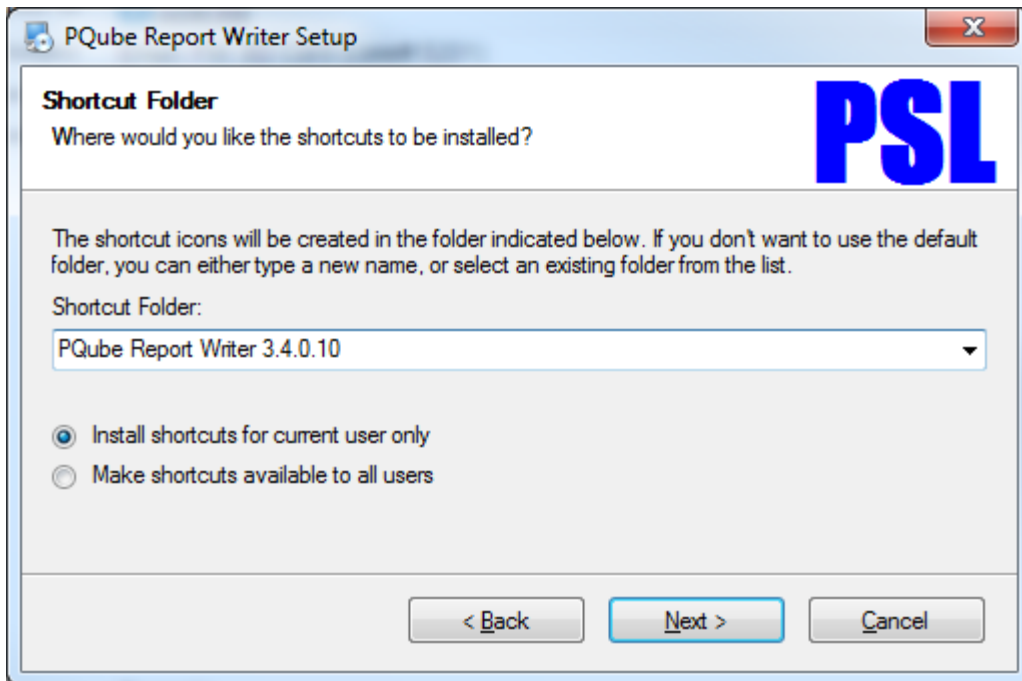 PQube Report Writer Setup
Shortcut Folder
Where would you like the shortcuts to be installed?
PSL
The shortcut icons will be created in the folder indicated below. If you don't want to use the default
folder, you can either type a new name, or select an existing folder from the list.
Shortcut Folder:
PQube Report Writer 3.4.0.10
Install shortcuts for current user only
Make shortcuts available to all users
< Back
Next >
Cancel